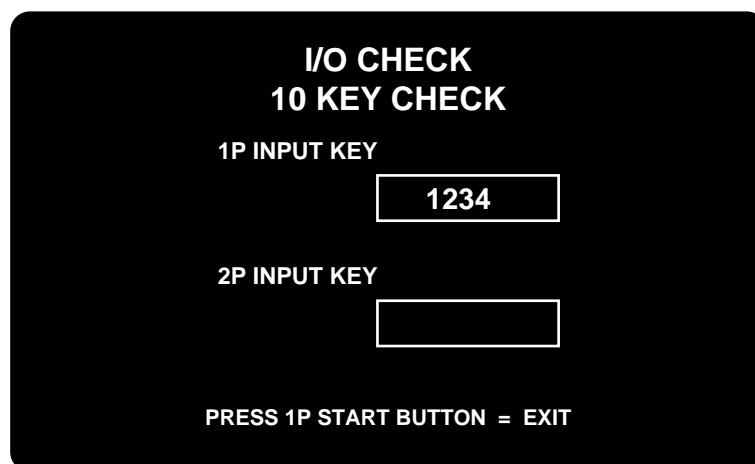 I/O CHECK
10 KEY CHECK
1P INPUT KEY
1234
2P INPUT KEY
PRESS 1P START BUTTON = EXIT